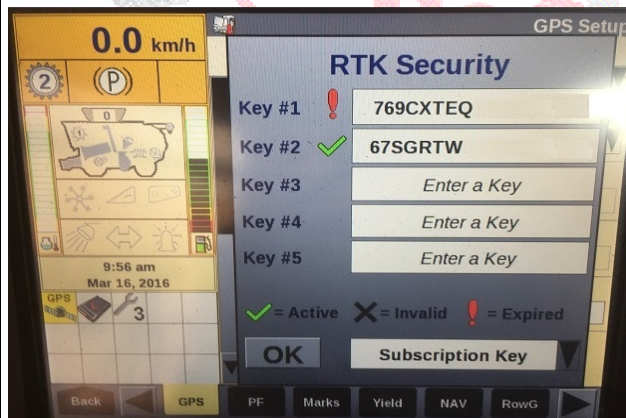 0.0 km/h
GPS Setup
2
P
0
RTK Security
Key #1 769CXTEQ
Key #2 67SGRTW
Key #3 Enter a Key
Key #4 Enter a Key
Key #5 Enter a Key
9:56 am
Mar 16, 2016
GPS
3
= Active = Invalid = Expired
OK Subscription Key
Back GPS PF Marks Yield NAV RowG